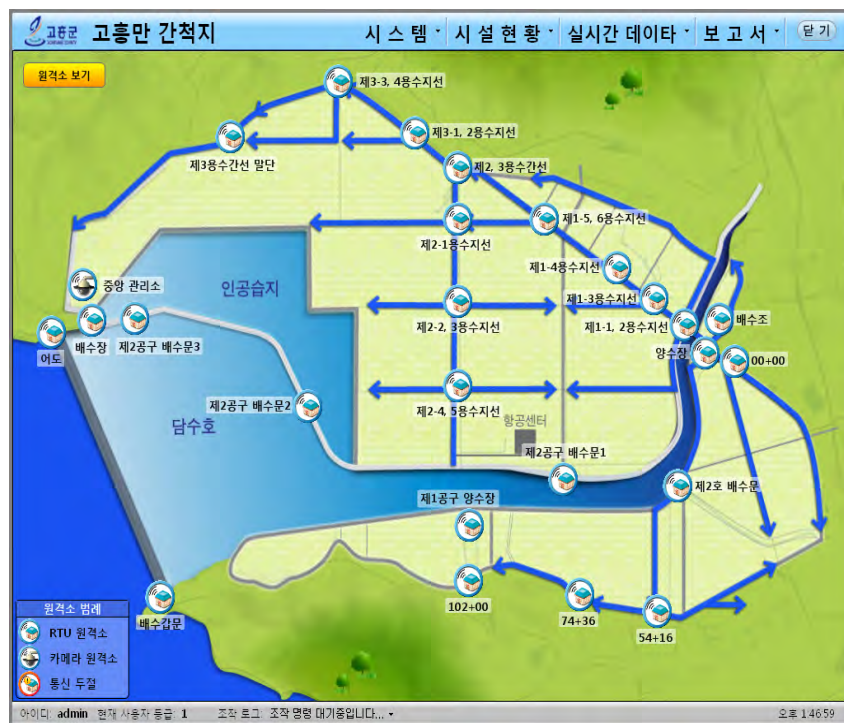 고흥군 고흥만 간척지 시스템 시설현황 실시간 데이타 보고서 닫기
원격소 보기
제3-3, 4용수지선
제3-1, 2용수지선
제3용수간선 말단
제2, 3용수간선
제1-5, 6용수지선
제2-1용수지선
제1-4용수지선
중앙 관리소
인공습지
제1-3용수지선
제2-2, 3용수지선
제1-1, 2용수지선
배수조
어도
배수장
제2공구 배수문3
양수장
00+00
제2공구 배수문2
제2-4, 5용수지선
항공센터
담수호
제2공구 배수문1
제2호 배수문
제1공구 양수장
102+00
74+36
54+16
배수갑문
원격소 범례
RTU 원격소
카메라 원격소
통신 두절
아이디: admin 현재 사용자 등급: 1 조작 로그: 조작 명령 대기중입니다... 오후 1:46:59